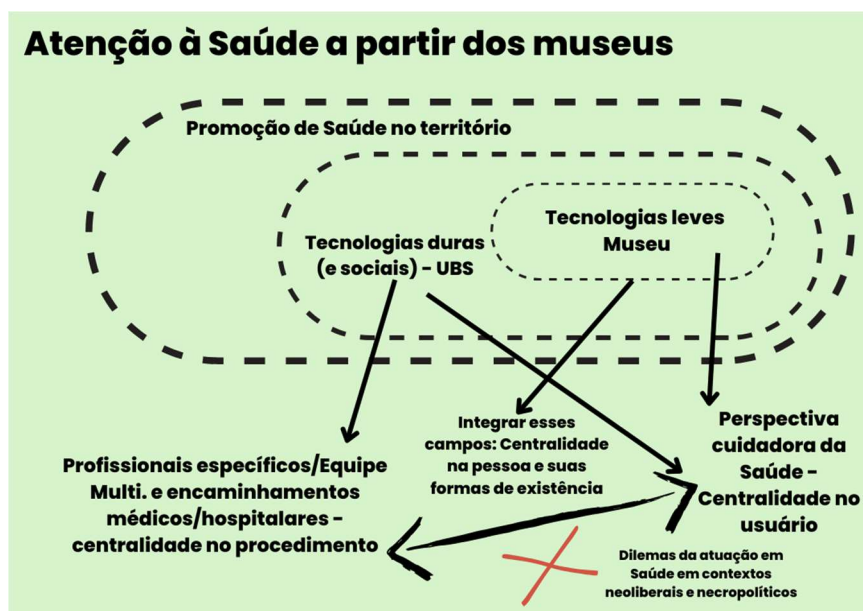 Atenção à Saúde a partir dos museus
Promoção de Saúde no território
Tecnologias leves
Museu
Tecnologias duras
(e sociais) - UBS
Integrar esses
campos: Centralidade
na pessoa e suas
formas de existência
Perspectiva
cuidadora da
Saúde -
Centralidade no
usuário
Profissionais específicos/Equipe
Multi. e encaminhamentos
médicos/hospitalares -
centralidade no procedimento
Dilemas da atuação em
Saúde em contextos
neoliberais e necropolíticos